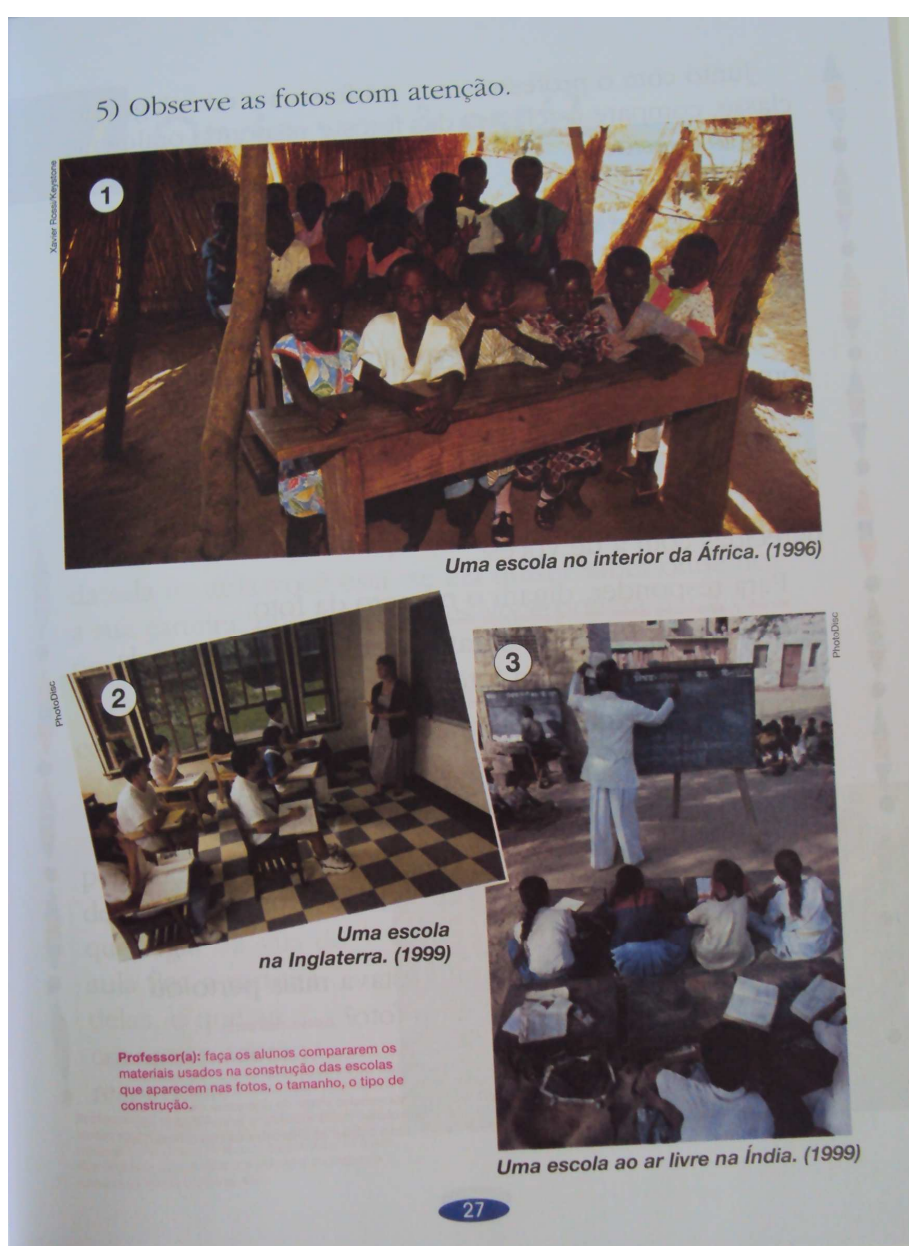 5) Observe as fotos com atenção.
Xavier Rossi/Keystone
1
Uma escola no interior da África. (1996)
PhotoDisc
2
Uma escola
na Inglaterra. (1999)
PhotoDisc
3
Professor(a): faça os alunos compararem os
materiais usados na construção das escolas
que aparecem nas fotos, o tamanho, o tipo de
construção.
Uma escola ao ar livre na Índia. (1999)
27